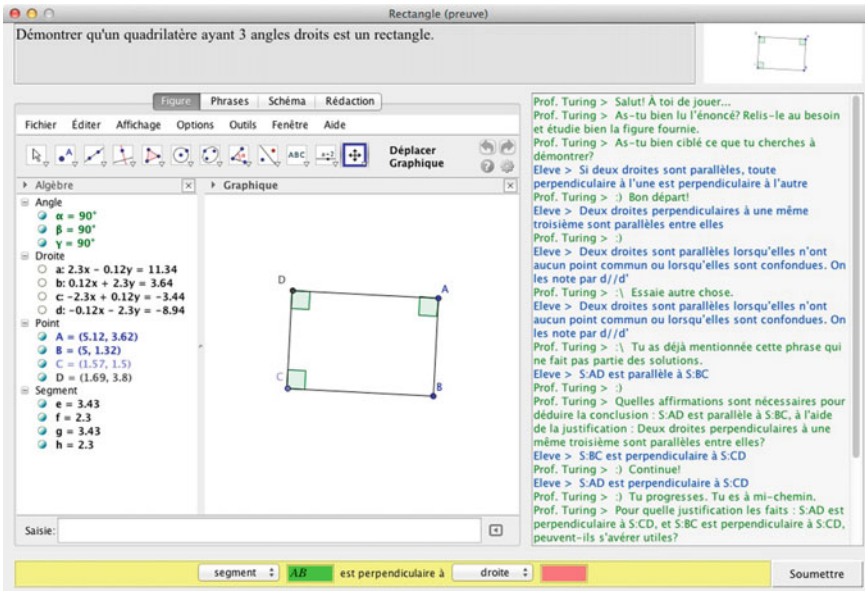 Rectangle (preuve)
Démontrer qu'un quadrilatère ayant 3 angles droits est un rectangle.
Figure Phrases Schéma Rédaction
Fichier Éditer Affichage Options Outils Fenêtre Aide
ABC a=2 Déplacer
Graphique
Algèbre Graphique
Angle
α = 90°
β = 90°
γ = 90°
Droite
a: 2.3x - 0.12y = 11.34
b: 0.12x + 2.3y = 3.64
c: -2.3x + 0.12y = -3.44
d: -0.12x - 2.3y = -8.94
Point
A = (5.12, 3.62)
B = (5, 1.32)
C = (1.57, 1.5)
D = (1.69, 3.8)
Segment
e = 3.43
f = 2.3
g = 3.43
h = 2.3
D
A
C
B
Saisie:
Prof. Turing > Salut! À toi de jouer...
Prof. Turing > As-tu bien lu l'énoncé? Relis-le au besoin
et étudie bien la figure fournie.
Prof. Turing > As-tu bien ciblé ce que tu cherches à
démontrer?
Eleve > Si deux droites sont parallèles, toute
perpendiculaire à l'une est perpendiculaire à l'autre
Prof. Turing > :) Bon départ!
Eleve > Deux droites perpendiculaires à une même
troisième sont parallèles entre elles
Prof. Turing > :)
Eleve > Deux droites sont parallèles lorsqu'elles n'ont
aucun point commun ou lorsqu'elles sont confondues. On
les note par d//d'
Prof. Turing > :\ Essaie autre chose.
Eleve > Deux droites sont parallèles lorsqu'elles n'ont
aucun point commun ou lorsqu'elles sont confondues. On
les note par d//d'
Prof. Turing > :\ Tu as déjà mentionnée cette phrase qui
ne fait pas partie des solutions.
Eleve > S:AD est parallèle à S:BC
Prof. Turing > :)
Prof. Turing > Quelles affirmations sont nécessaires pour
déduire la conclusion : S:AD est parallèle à S:BC, à l'aide
de la justification : Deux droites perpendiculaires à une
même troisième sont parallèles entre elles?
Eleve > S:BC est perpendiculaire à S:CD
Prof. Turing > :) Continue!
Eleve > S:AD est perpendiculaire à S:CD
Prof. Turing > :) Tu progresses. Tu es à mi-chemin.
Prof. Turing > Pour quelle justification les faits : S:AD est
perpendiculaire à S:CD, et S:BC est perpendiculaire à S:CD,
peuvent-ils s'avérer utiles?
segment AB est perpendiculaire à droite Soumettre